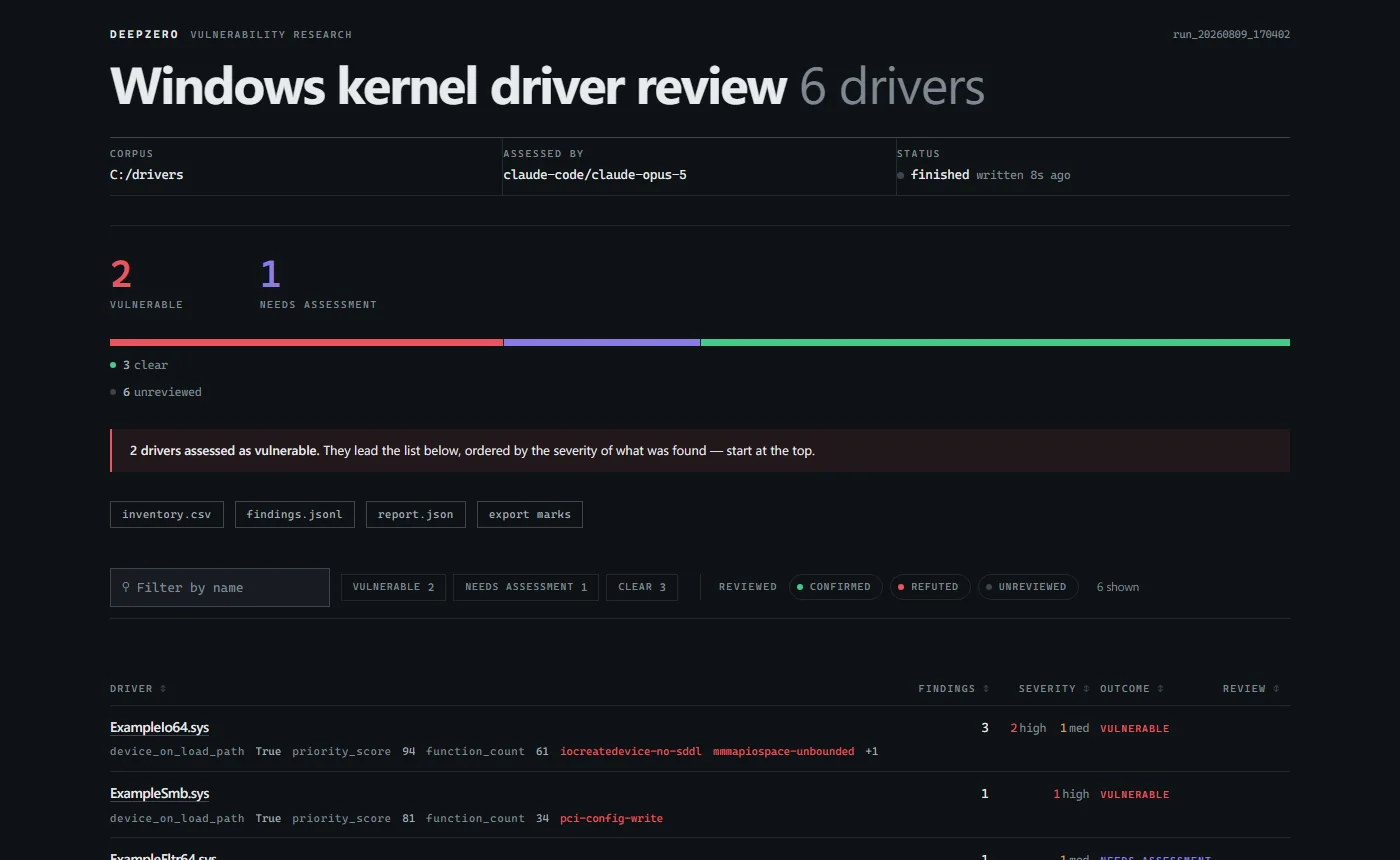 DEEPZERO VULNERABILITY RESEARCH run_20260809_170402
Windows kernel driver review 6 drivers
CORPUS ASSESSED BY STATUS
C:/drivers claude-code/claude-opus-5 finished written 8s ago
2 1
VULNERABLE NEEDS ASSESSMENT
3 clear
6 unreviewed
2 drivers assessed as vulnerable. They lead the list below, ordered by the severity of what was found — start at the top.
inventory.csv findings.jsonl report.json export marks
Filter by name VULNERABLE 2 NEEDS ASSESSMENT 1 CLEAR 3 REVIEWED CONFIRMED REFUTED UNREVIEWED 6 shown
DRIVER FINDINGS SEVERITY OUTCOME REVIEW
ExampleIo64.sys 3 2 high 1 med VULNERABLE
device_on_load_path True priority_score 94 function_count 61 iocreatedevice-no-sddl mmmapiospace-unbounded +1
ExampleSmb.sys 1 1 high VULNERABLE
device_on_load_path True priority_score 81 function_count 34 pci-config-write
ExampleFltr64.sys 1 1 med NEEDS ASSESSMENT